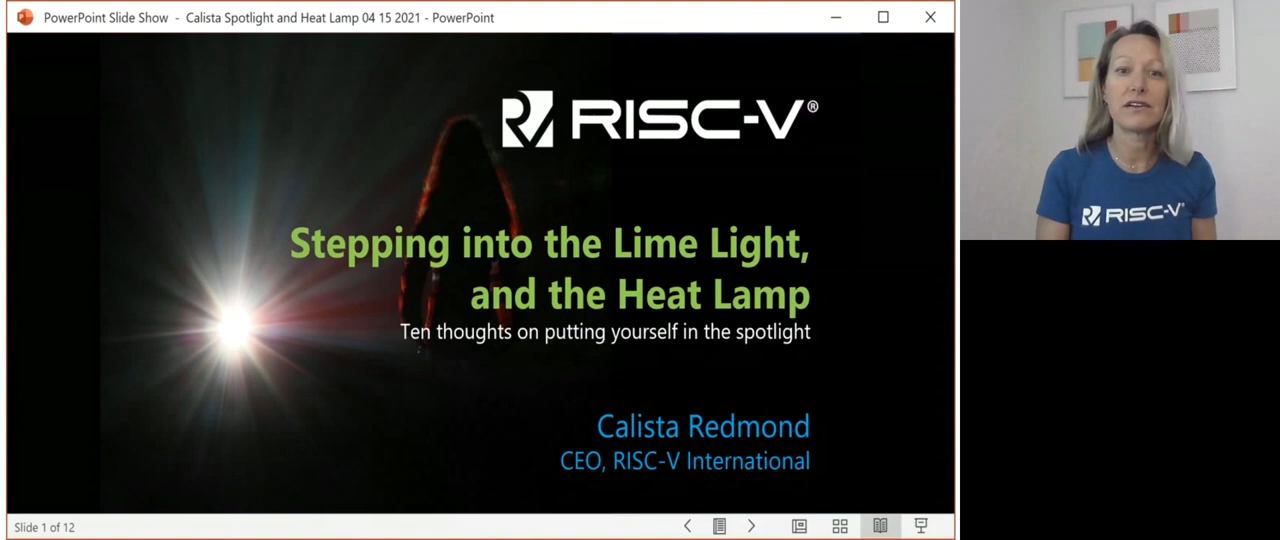 PowerPoint Slide Show - Calista Spotlight and Heat Lamp 04 15 2021 - PowerPoint
RISC-V®
Stepping into the Lime Light,
and the Heat Lamp
Ten thoughts on putting yourself in the spotlight
Calista Redmond
CEO, RISC-V International
Slide 1 of 12
RISC-V®